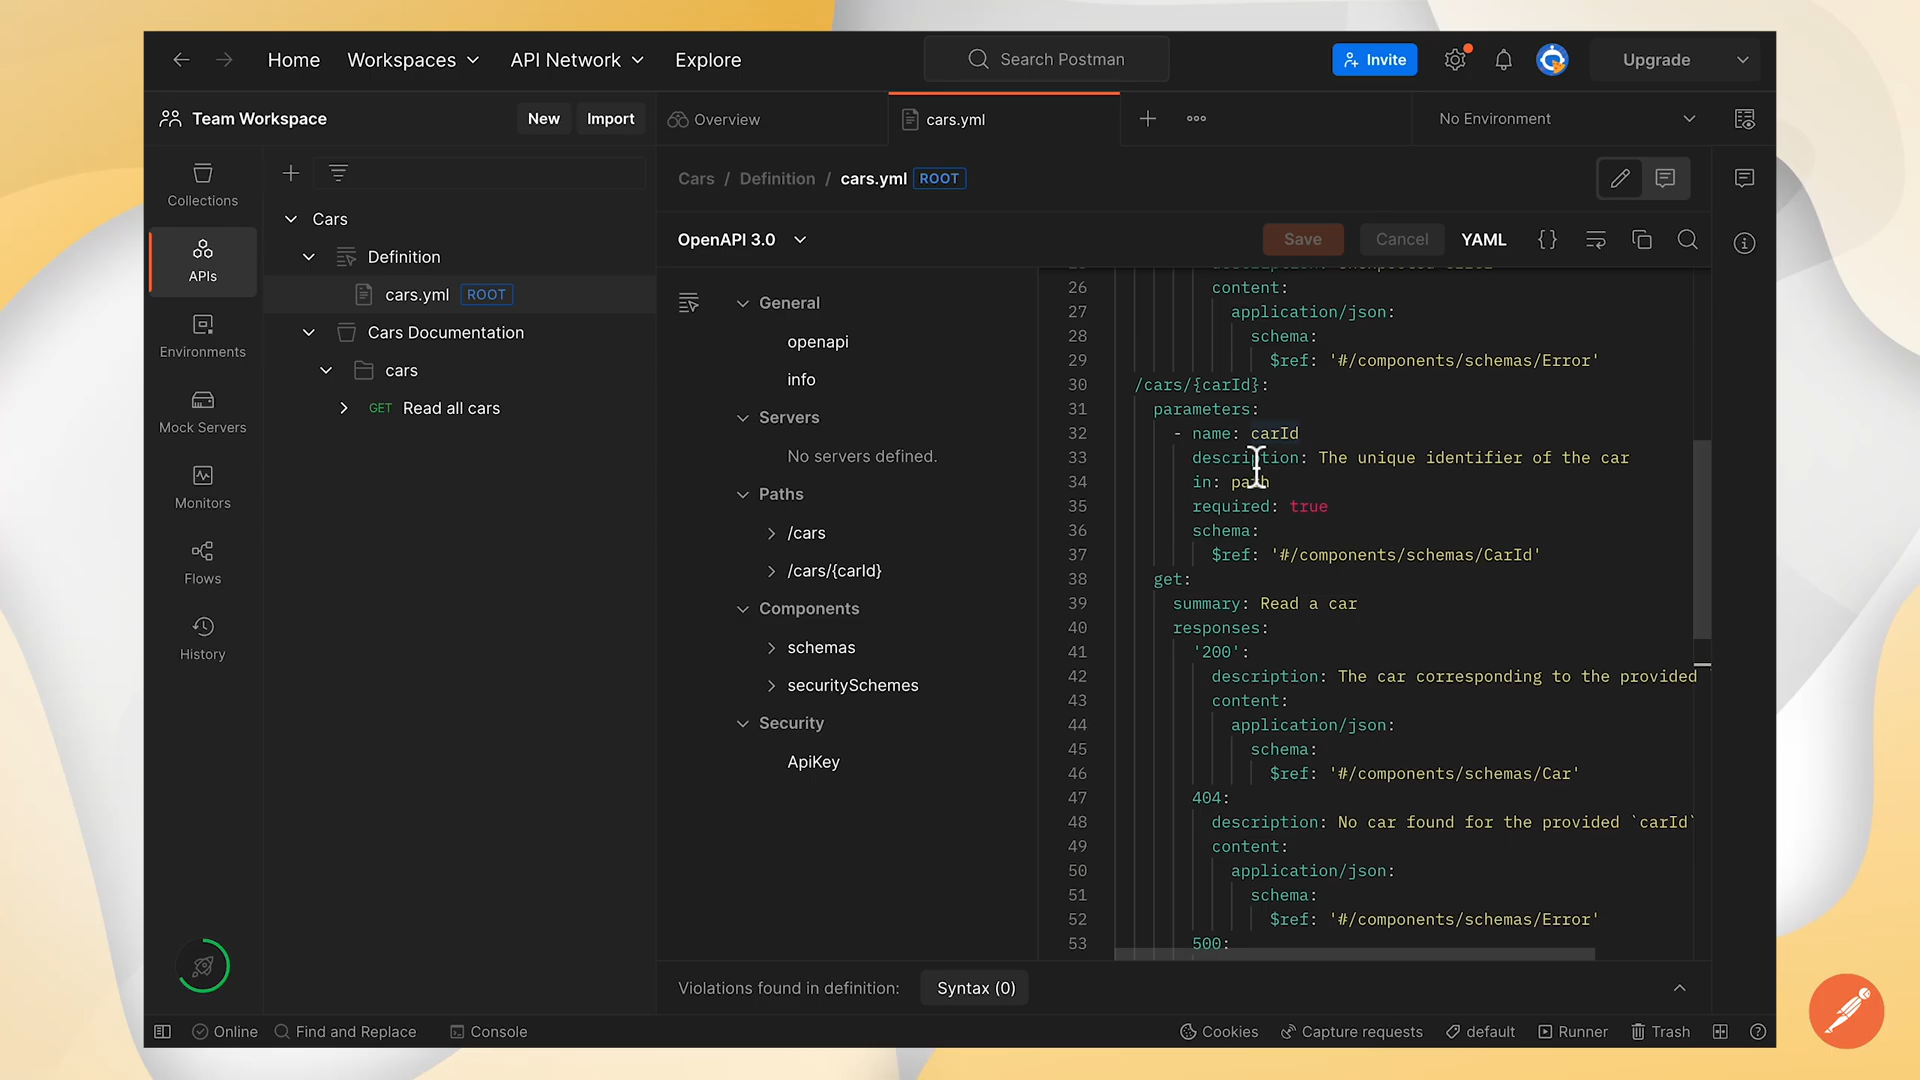 Home
Workspaces
API Network
Explore
Search Postman
Invite
Upgrade
Team Workspace
New
Import
Overview
cars.yml
No Environment
Collections
APIs
Environments
Mock Servers
Monitors
Flows
History
Cars
Definition
cars.yml ROOT
Cars Documentation
cars
GET Read all cars
Cars / Definition / cars.yml ROOT
OpenAPI 3.0
Save
Cancel
YAML
General
openapi
info
Servers
No servers defined.
Paths
/cars
/cars/{carId}
Components
schemas
securitySchemes
Security
ApiKey
26 content:
27 application/json:
28 schema:
29 $ref: '#/components/schemas/Error'
30 /cars/{carId}:
31 parameters:
32 - name: carId
33 description: The unique identifier of the car
34 in: path
35 required: true
36 schema:
37 $ref: '#/components/schemas/CarId'
38 get:
39 summary: Read a car
40 responses:
41 '200':
42 description: The car corresponding to the provided `
43 content:
44 application/json:
45 schema:
46 $ref: '#/components/schemas/Car'
47 404:
48 description: No car found for the provided `carId`
49 content:
50 application/json:
51 schema:
52 $ref: '#/components/schemas/Error'
53 500:
Violations found in definition:
Syntax (0)
Online
Find and Replace
Console
Cookies
Capture requests
default
Runner
Trash